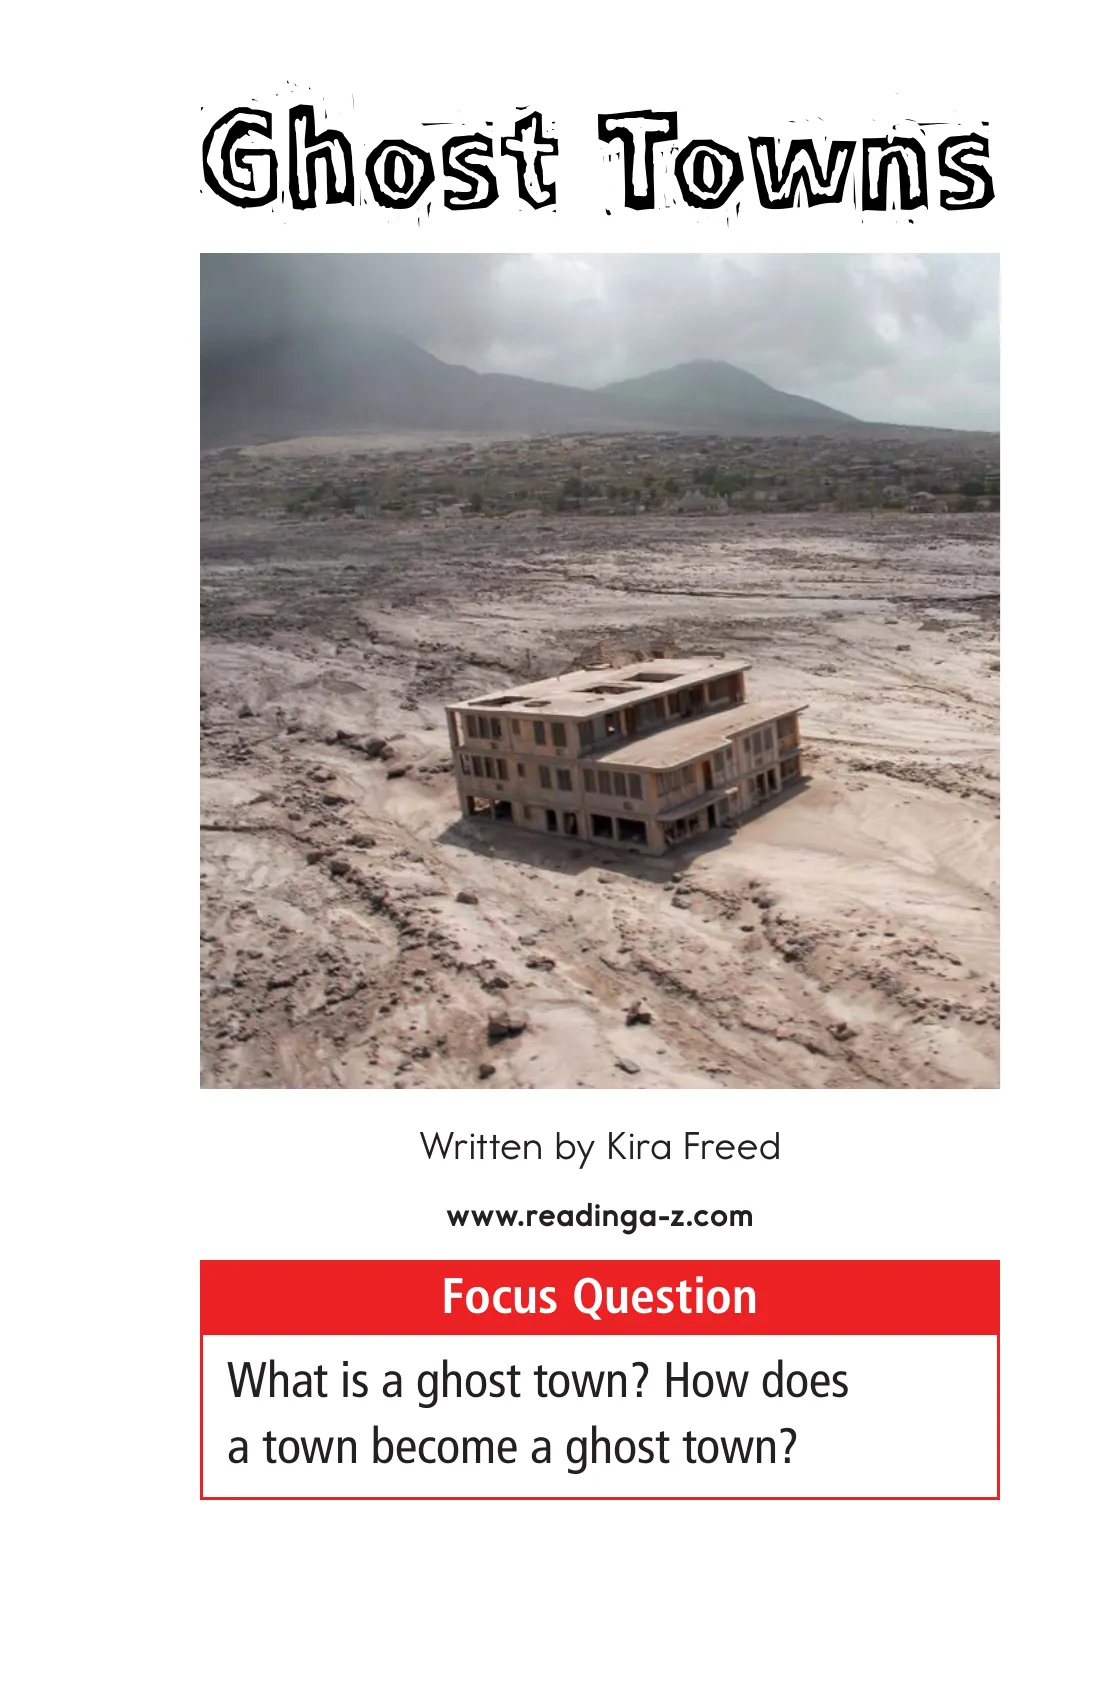 Ghost Towns
Written by Kira Freed
www.readinga-z.com
Focus Question
What is a ghost town? How does
a town become a ghost town?